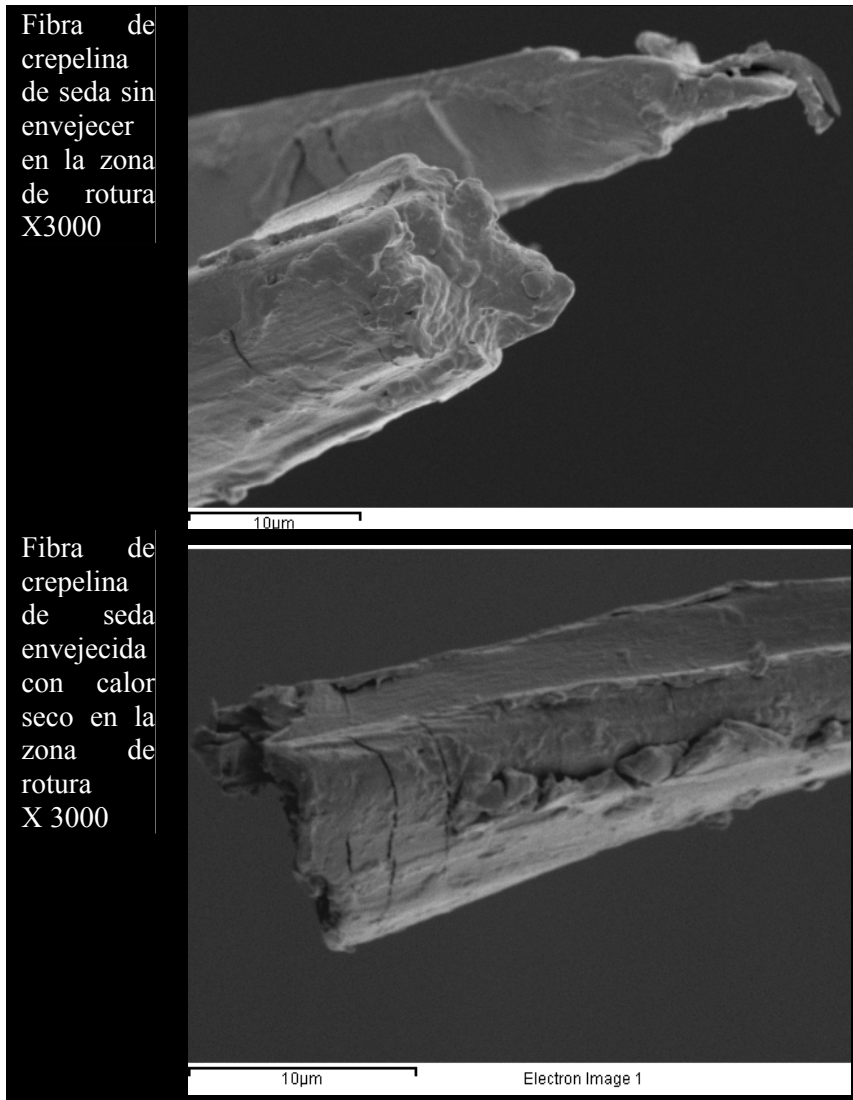 Fibra de
crepelina
de seda sin
envejecer
en la zona
de rotura
X3000
10µm
Fibra de
crepelina
de seda
envejecida
con calor
seco en la
zona de
rotura
X 3000
10µm Electron Image 1